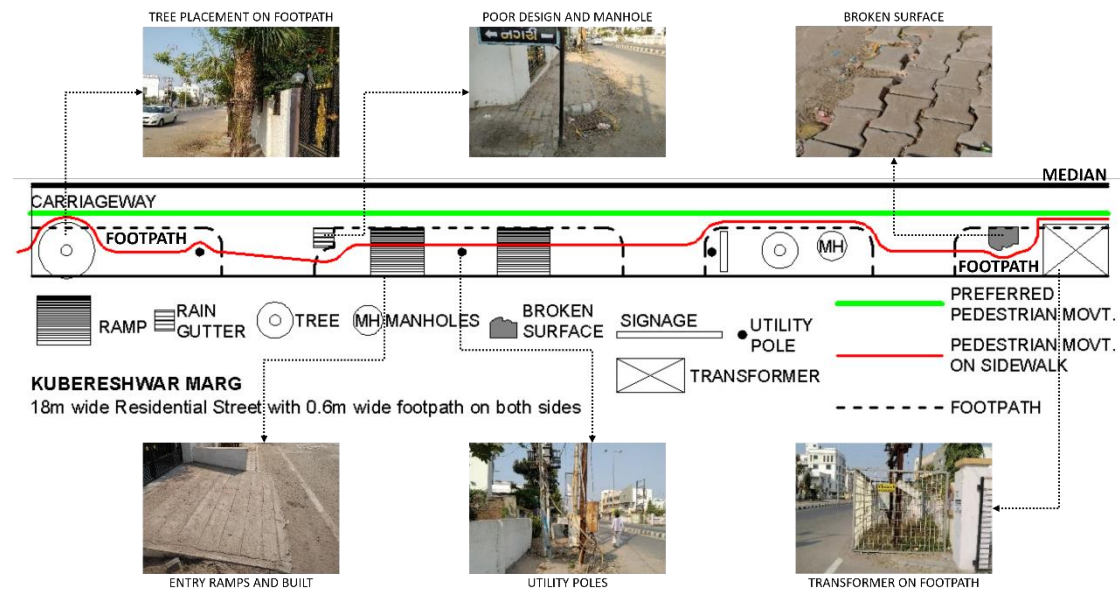 TREE PLACEMENT ON FOOTPATH
POOR DESIGN AND MANHOLE
BROKEN SURFACE
નગરી
MEDIAN
CARRIAGEWAY
FOOTPATH
MH
FOOTPATH
RAMP
RAIN
GUTTER
TREE
MH
MANHOLES
BROKEN
SURFACE
SIGNAGE
UTILITY
POLE
TRANSFORMER
PREFERRED
PEDESTRIAN MOVT.
PEDESTRIAN MOVT.
ON SIDEWALK
FOOTPATH
KUBERESHWAR MARG
18m wide Residential Street with 0.6m wide footpath on both sides
ENTRY RAMPS AND BUILT
UTILITY POLES
TRANSFORMER ON FOOTPATH